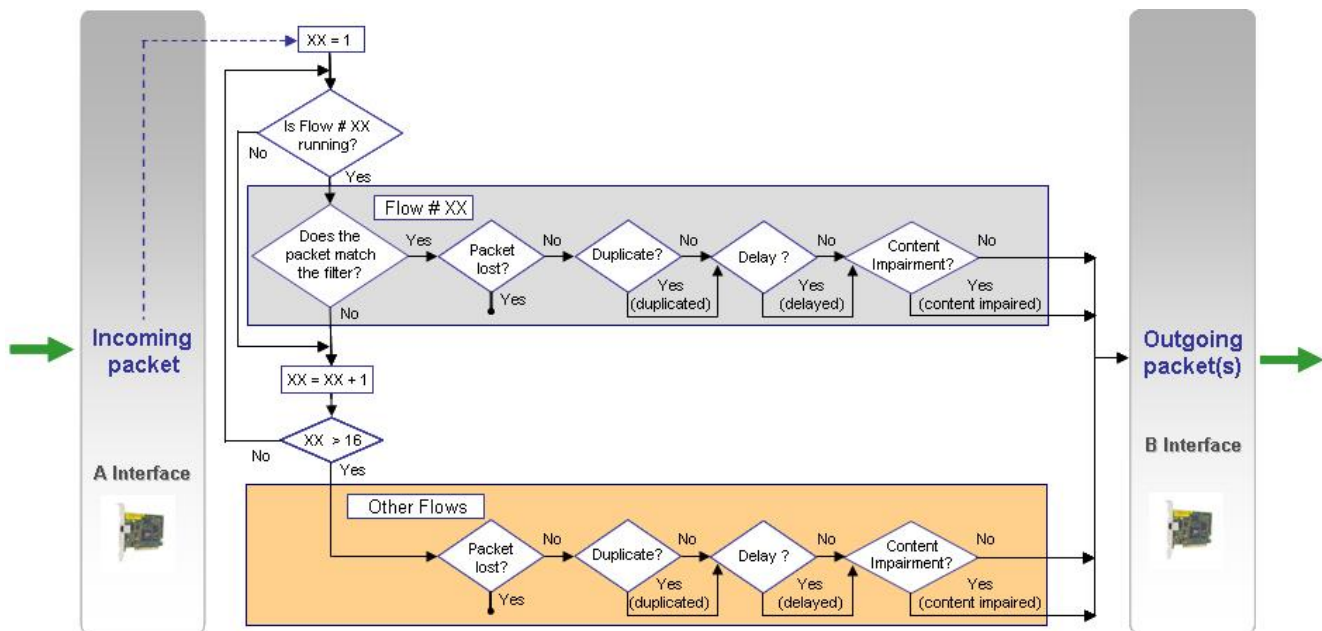 XX = 1
Is Flow # XX
running?
No
Yes
Flow # XX
Does the
packet match
the filter?
Yes
No
Packet
lost?
No
Yes
Duplicate?
No
Yes
(duplicated)
Delay ?
No
Yes
(delayed)
Content
Impairment?
No
Yes
(content impaired)
Incoming
packet
A Interface
Outgoing
packet(s)
B Interface
XX = XX + 1
XX > 16
No
Yes
Other Flows
Packet
lost?
No
Yes
Duplicate?
No
Yes
(duplicated)
Delay ?
No
Yes
(delayed)
Content
Impairment?
No
Yes
(content impaired)